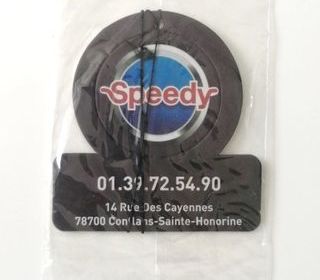 Speedy
01.39.72.54.90
14 Rue Des Cayennes
78700 Conflans-Sainte-Honorine